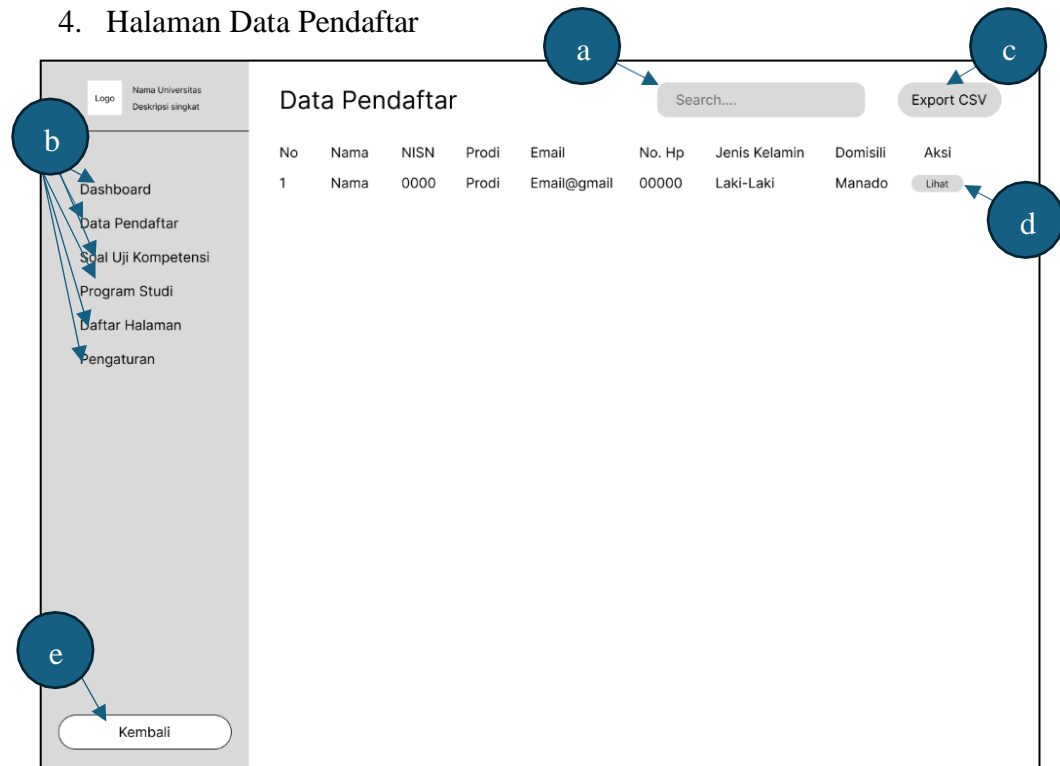 4. Halaman Data Pendaftar
a
c
Logo
Nama Universitas
Deskripsi singkat
Data Pendaftar
Search....
Export CSV
b
No Nama NISN Prodi Email No. Hp Jenis Kelamin Domisili Aksi
1 Nama 0000 Prodi Email@gmail 00000 Laki-Laki Manado Lihat
d
Dashboard
Data Pendaftar
Soal Uji Kompetensi
Program Studi
Daftar Halaman
Pengaturan
e
Kembali